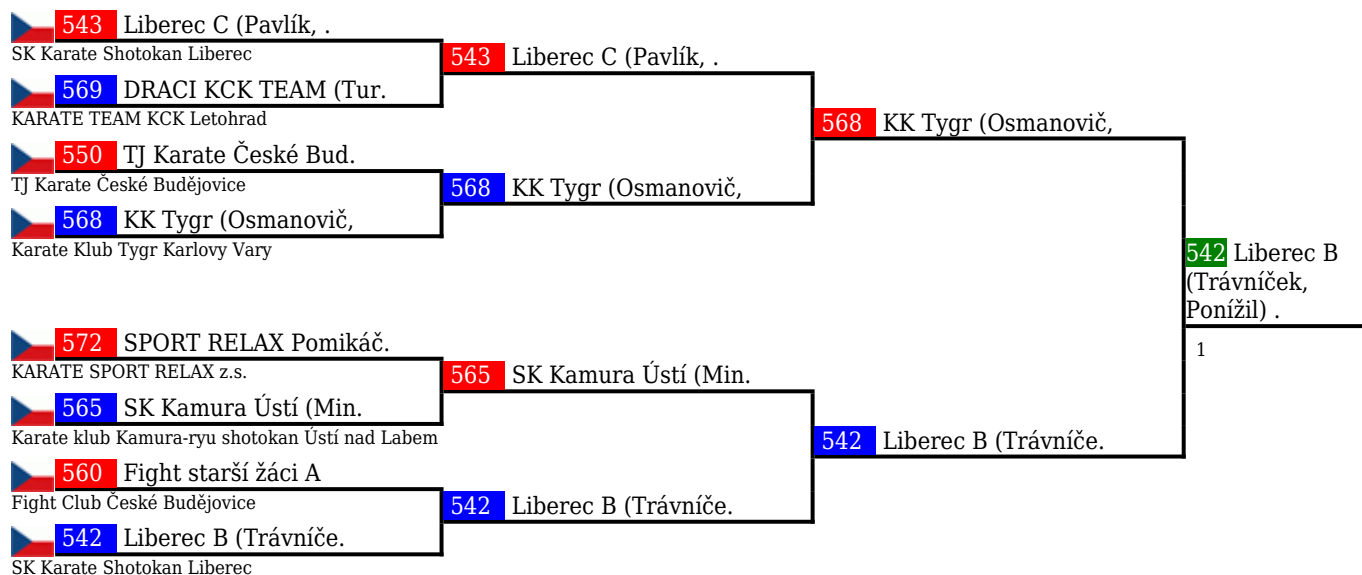 543 Liberec C (Pavlík, .
SK Karate Shotokan Liberec
569 DRACI KCK TEAM (Tur.
KARATE TEAM KCK Letohrad
550 TJ Karate České Bud.
TJ Karate České Budějovice
568 KK Tygr (Osmanovič,
Karate Klub Tygr Karlovy Vary
572 SPORT RELAX Pomikáč.
KARATE SPORT RELAX z.s.
565 SK Kamura Ústí (Min.
Karate klub Kamura-ryu shotokan Ústí nad Labem
560 Fight starší žáci A
Fight Club České Budějovice
542 Liberec B (Trávníče.
SK Karate Shotokan Liberec
543 Liberec C (Pavlík, .
568 KK Tygr (Osmanovič,
565 SK Kamura Ústí (Min.
542 Liberec B (Trávníče.
568 KK Tygr (Osmanovič,
542 Liberec B (Trávníče.
542 Liberec B
(Trávníček,
Ponížil) .
1